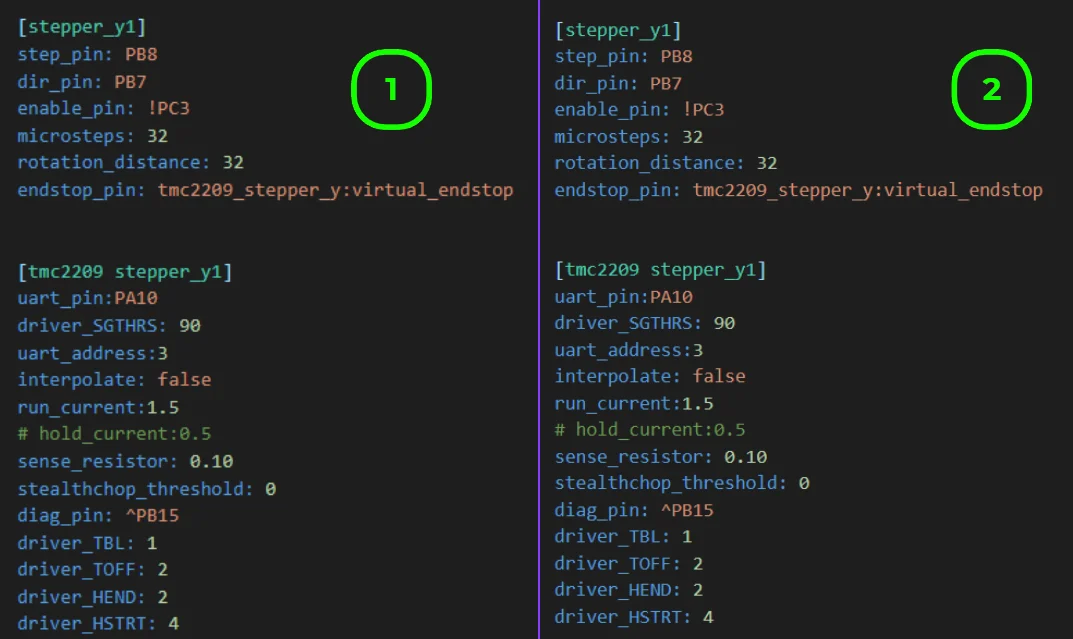 [stepper_y1]
step_pin: PB8
dir_pin: PB7
enable_pin: !PC3
microsteps: 32
rotation_distance: 32
endstop_pin: tmc2209_stepper_y:virtual_endstop
[tmc2209 stepper_y1]
uart_pin:PA10
driver_SGTHRS: 90
uart_address:3
interpolate: false
run_current:1.5
# hold_current:0.5
sense_resistor: 0.10
stealthchop_threshold: 0
diag_pin: ^PB15
driver_TBL: 1
driver_TOFF: 2
driver_HEND: 2
driver_HSTRT: 4
1
[stepper_y1]
step_pin: PB8
dir_pin: PB7
enable_pin: !PC3
microsteps: 32
rotation_distance: 32
endstop_pin: tmc2209_stepper_y:virtual_endstop
[tmc2209 stepper_y1]
uart_pin:PA10
driver_SGTHRS: 90
uart_address:3
interpolate: false
run_current:1.5
# hold_current:0.5
sense_resistor: 0.10
stealthchop_threshold: 0
diag_pin: ^PB15
driver_TBL: 1
driver_TOFF: 2
driver_HEND: 2
driver_HSTRT: 4
2